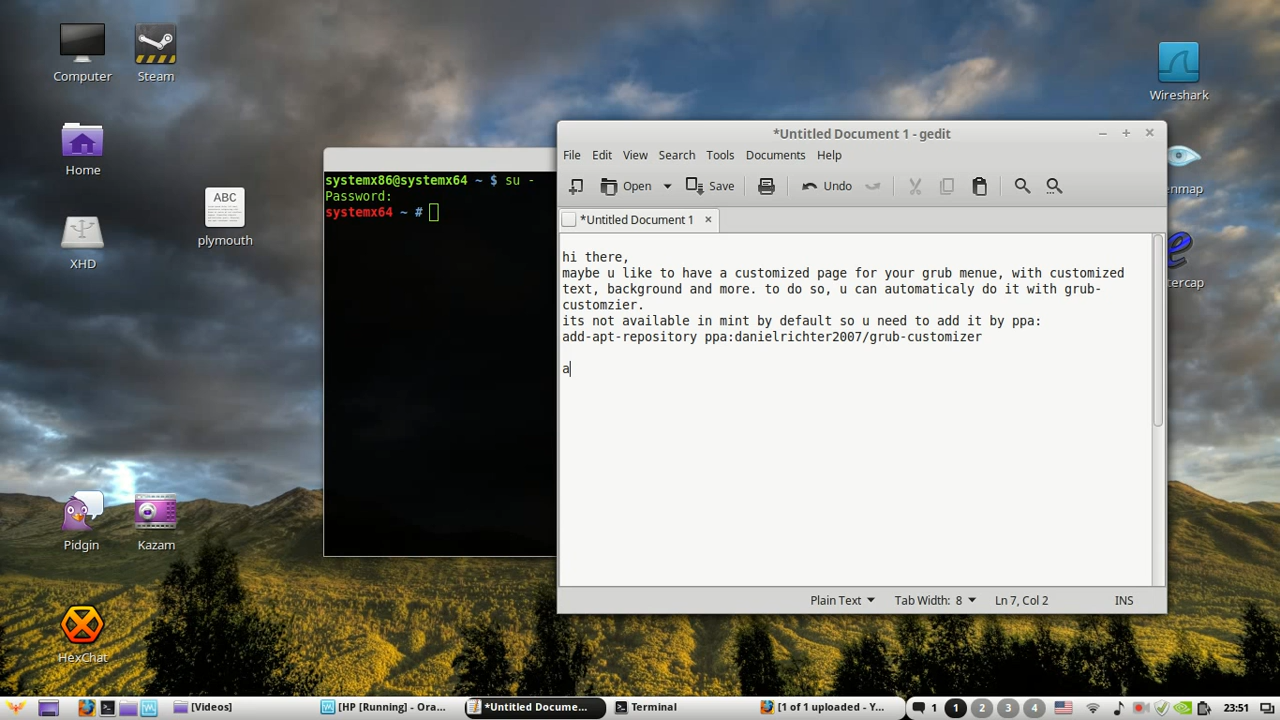 Computer
Steam
Wireshark
Home
ABC
plymouth
XHD
enmap
tercap
Pidgin
Kazam
HexChat
systemx86@systemx64 ~ $ su -
Password:
systemx64 ~ #
*Untitled Document 1 - gedit
File Edit View Search Tools Documents Help
Open Save Undo
*Untitled Document 1
hi there,
maybe u like to have a customized page for your grub menue, with customized
text, background and more. to do so, u can automaticaly do it with grub-
customzier.
its not available in mint by default so u need to add it by ppa:
add-apt-repository ppa:danielrichter2007/grub-customizer
a
Plain Text Tab Width: 8 Ln 7, Col 2 INS
[Videos] [HP [Running] - Ora... *Untitled Docume... Terminal [1 of 1 uploaded - Y... 1 1 2 3 4 23:51